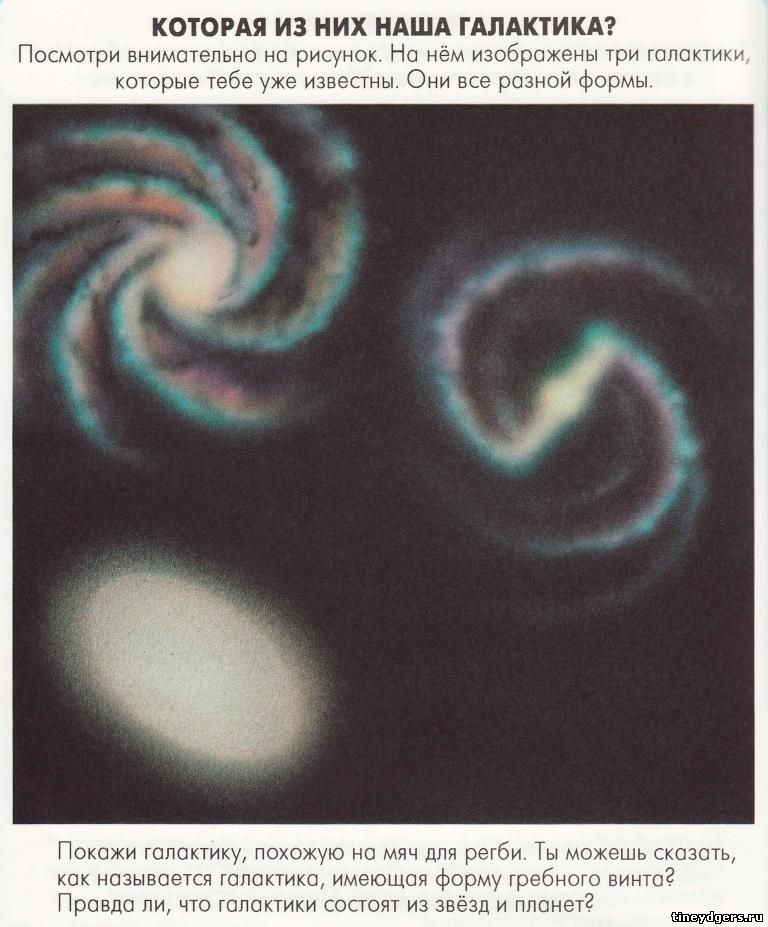 КОТОРАЯ ИЗ НИХ НАША ГАЛАКТИКА?
Посмотри внимательно на рисунок. На нём изображены три галактики,
которые тебе уже известны. Они все разной формы.
Покажи галактику, похожую на мяч для регби. Ты можешь сказать,
как называется галактика, имеющая форму гребного винта?
Правда ли, что галактики состоят из звёзд и планет?
tineydgers.ru